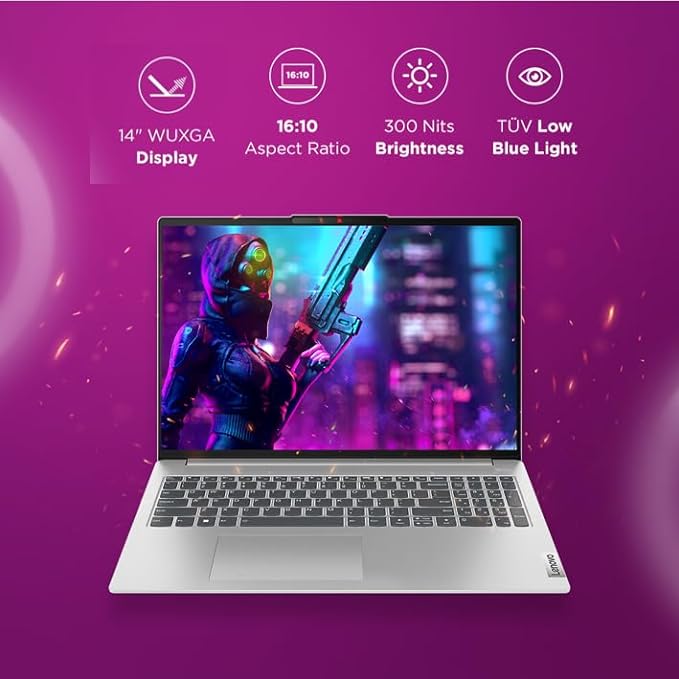 14" WUXGA
Display
16:10
16:10
Aspect Ratio
300 Nits
Brightness
TÜV Low
Blue Light
Lenovo